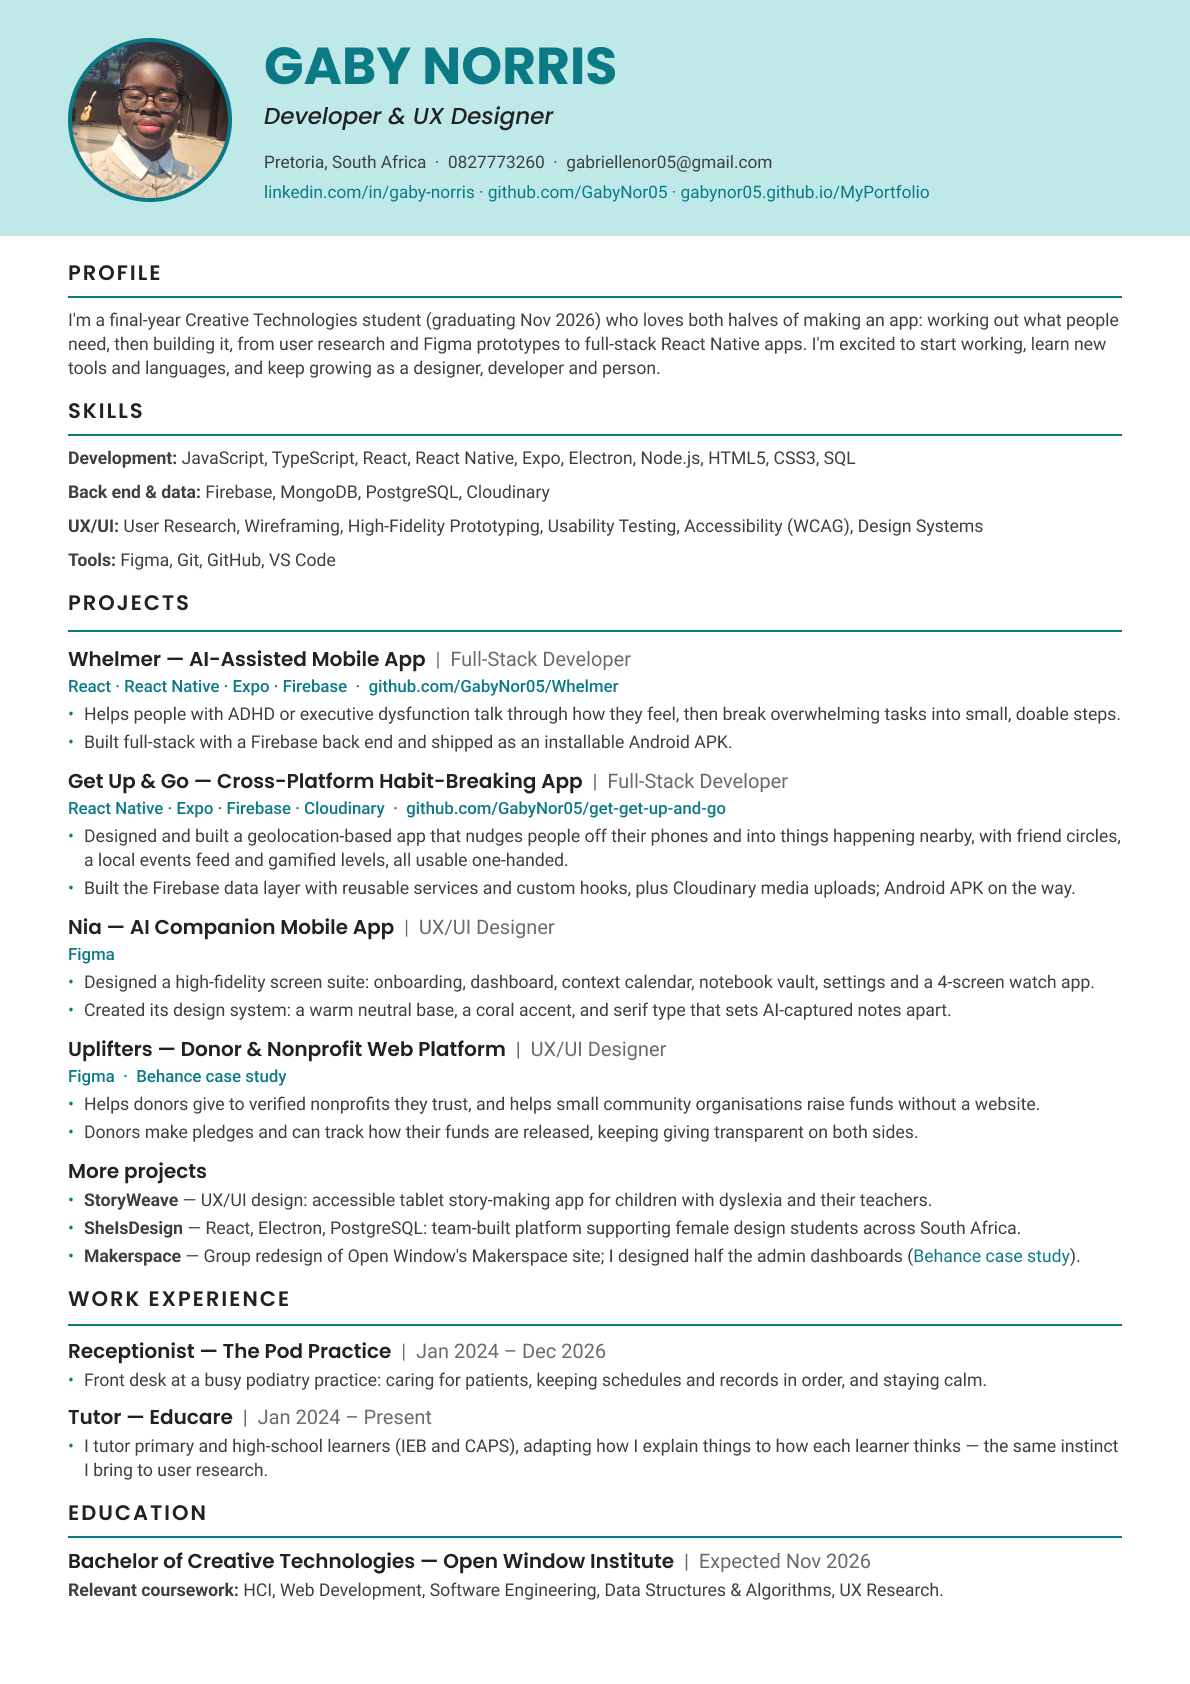 GABY NORRIS
Developer & UX Designer
Pretoria, South Africa · 0827773260 · gabriellenor05@gmail.com
linkedin.com/in/gaby-norris · github.com/GabyNor05 · gabynor05.github.io/MyPortfolio
PROFILE
I'm a final-year Creative Technologies student (graduating Nov 2026) who loves both halves of making an app: working out what people
need, then building it, from user research and Figma prototypes to full-stack React Native apps. I'm excited to start working, learn new
tools and languages, and keep growing as a designer, developer and person.
SKILLS
Development: JavaScript, TypeScript, React, React Native, Expo, Electron, Node.js, HTML5, CSS3, SQL
Back end & data: Firebase, MongoDB, PostgreSQL, Cloudinary
UX/UI: User Research, Wireframing, High-Fidelity Prototyping, Usability Testing, Accessibility (WCAG), Design Systems
Tools: Figma, Git, GitHub, VS Code
PROJECTS
Whelmer — AI-Assisted Mobile App | Full-Stack Developer
React · React Native · Expo · Firebase · github.com/GabyNor05/Whelmer
• Helps people with ADHD or executive dysfunction talk through how they feel, then break overwhelming tasks into small, doable steps.
• Built full-stack with a Firebase back end and shipped as an installable Android APK.
Get Up & Go — Cross-Platform Habit-Breaking App | Full-Stack Developer
React Native · Expo · Firebase · Cloudinary · github.com/GabyNor05/get-get-up-and-go
• Designed and built a geolocation-based app that nudges people off their phones and into things happening nearby, with friend circles,
a local events feed and gamified levels, all usable one-handed.
• Built the Firebase data layer with reusable services and custom hooks, plus Cloudinary media uploads; Android APK on the way.
Nia — AI Companion Mobile App | UX/UI Designer
Figma
• Designed a high-fidelity screen suite: onboarding, dashboard, context calendar, notebook vault, settings and a 4-screen watch app.
• Created its design system: a warm neutral base, a coral accent, and serif type that sets AI-captured notes apart.
Uplifters — Donor & Nonprofit Web Platform | UX/UI Designer
Figma · Behance case study
• Helps donors give to verified nonprofits they trust, and helps small community organisations raise funds without a website.
• Donors make pledges and can track how their funds are released, keeping giving transparent on both sides.
More projects
• StoryWeave — UX/UI design: accessible tablet story-making app for children with dyslexia and their teachers.
• SheIsDesign — React, Electron, PostgreSQL: team-built platform supporting female design students across South Africa.
• Makerspace — Group redesign of Open Window's Makerspace site; I designed half the admin dashboards (Behance case study).
WORK EXPERIENCE
Receptionist — The Pod Practice | Jan 2024 – Dec 2026
• Front desk at a busy podiatry practice: caring for patients, keeping schedules and records in order, and staying calm.
Tutor — Educare | Jan 2024 – Present
• I tutor primary and high-school learners (IEB and CAPS), adapting how I explain things to how each learner thinks — the same instinct
I bring to user research.
EDUCATION
Bachelor of Creative Technologies — Open Window Institute | Expected Nov 2026
Relevant coursework: HCI, Web Development, Software Engineering, Data Structures & Algorithms, UX Research.